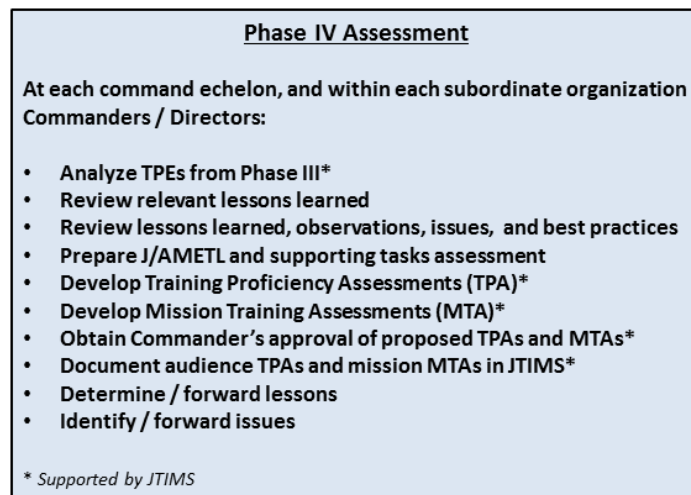 Phase IV Assessment
At each command echelon, and within each subordinate organization
Commanders / Directors:
• Analyze TPEs from Phase III*
• Review relevant lessons learned
• Review lessons learned, observations, issues, and best practices
• Prepare J/AMETL and supporting tasks assessment
• Develop Training Proficiency Assessments (TPA)*
• Develop Mission Training Assessments (MTA)*
• Obtain Commander's approval of proposed TPAs and MTAs*
• Document audience TPAs and mission MTAs in JTIMS*
• Determine / forward lessons
• Identify / forward issues
* Supported by JTIMS